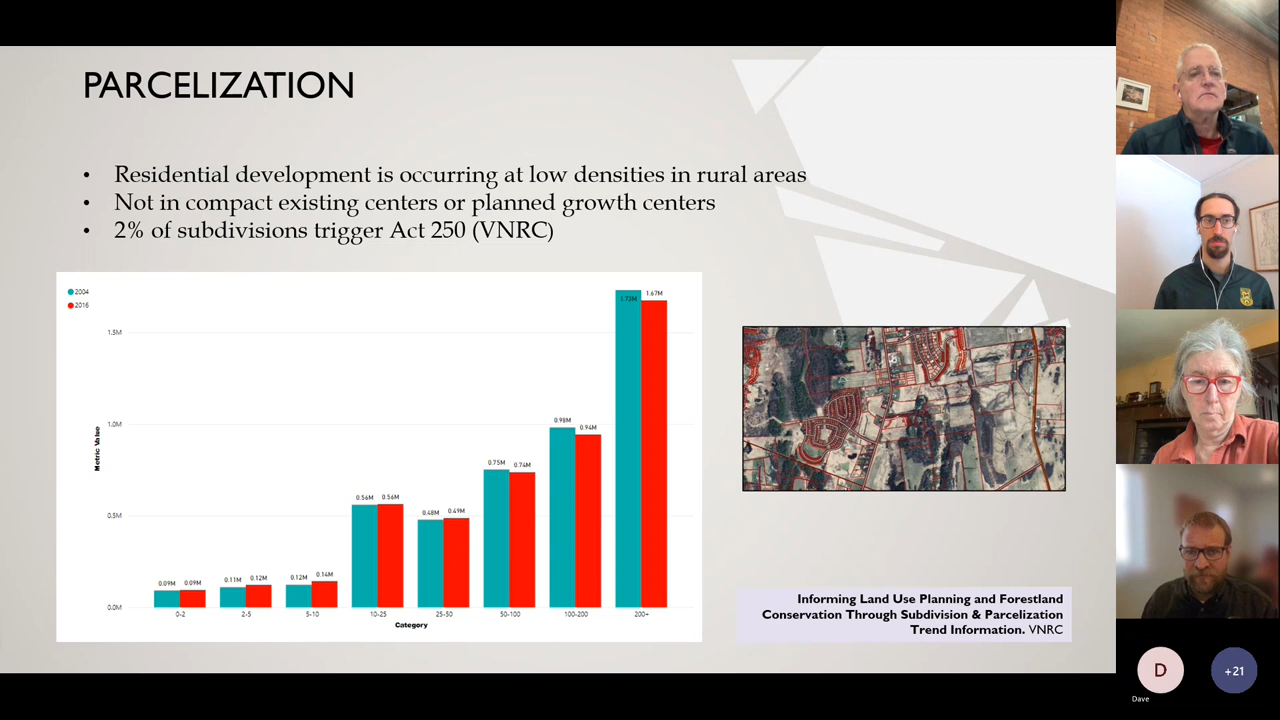 PARCELIZATION
• Residential development is occurring at low densities in rural areas
• Not in compact existing centers or planned growth centers
• 2% of subdivisions trigger Act 250 (VNRC)
2004
2016
1.5M
1.0M
0.5M
0.0M
Metric Value
0.09M 0.09M
0.11M 0.12M
0.12M 0.14M
0.56M 0.56M
0.48M 0.49M
0.75M 0.74M
0.98M 0.94M
1.73M 1.67M
0-2 2-5 5-10 10-25 25-50 50-100 100-200 200+
Category
Informing Land Use Planning and Forestland
Conservation Through Subdivision & Parcelization
Trend Information. VNRC
D
Dave
+21